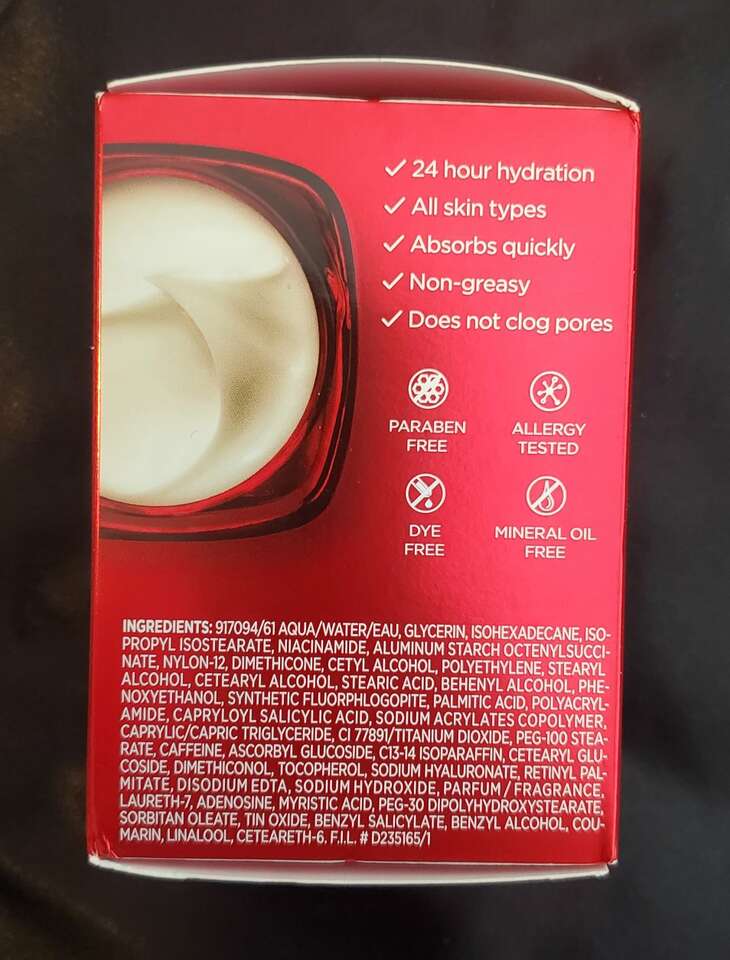 24 hour hydration
All skin types
Absorbs quickly
Non-greasy
Does not clog pores
PARABEN
FREE
ALLERGY
TESTED
DYE
FREE
MINERAL OIL
FREE
INGREDIENTS: 917094/61 AQUA/WATER/EAU, GLYCERIN, ISOHEXADECANE, ISO-
PROPYL ISOSTEARATE, NIACINAMIDE, ALUMINUM STARCH OCTENYLSUCCI-
NATE, NYLON-12, DIMETHICONE, CETYL ALCOHOL, POLYETHYLENE, STEARYL
ALCOHOL, CETEARYL ALCOHOL, STEARIC ACID, BEHENYL ALCOHOL, PHE-
NOXYETHANOL, SYNTHETIC FLUORPHLOGOPITE, PALMITIC ACID, POLYACRYL-
AMIDE, CAPRYLOYL SALICYLIC ACID, SODIUM ACRYLATES COPOLYMER,
CAPRYLIC/CAPRIC TRIGLYCERIDE, CI 77891/TITANIUM DIOXIDE, PEG-100 STEA-
RATE, CAFFEINE, ASCORBYL GLUCOSIDE, C13-14 ISOPARAFFIN, CETEARYL GLU-
COSIDE, DIMETHICONOL, TOCOPHEROL, SODIUM HYALURONATE, RETINYL PAL-
MITATE, DISODIUM EDTA, SODIUM HYDROXIDE, PARFUM / FRAGRANCE,
LAURETH-7, ADENOSINE, MYRISTIC ACID, PEG-30 DIPOLYHYDROXYSTEARATE,
SORBITAN OLEATE, TIN OXIDE, BENZYL SALICYLATE, BENZYL ALCOHOL, COU-
MARIN, LINALOOL, CETEARETH-6. F.I.L. # D235165/1